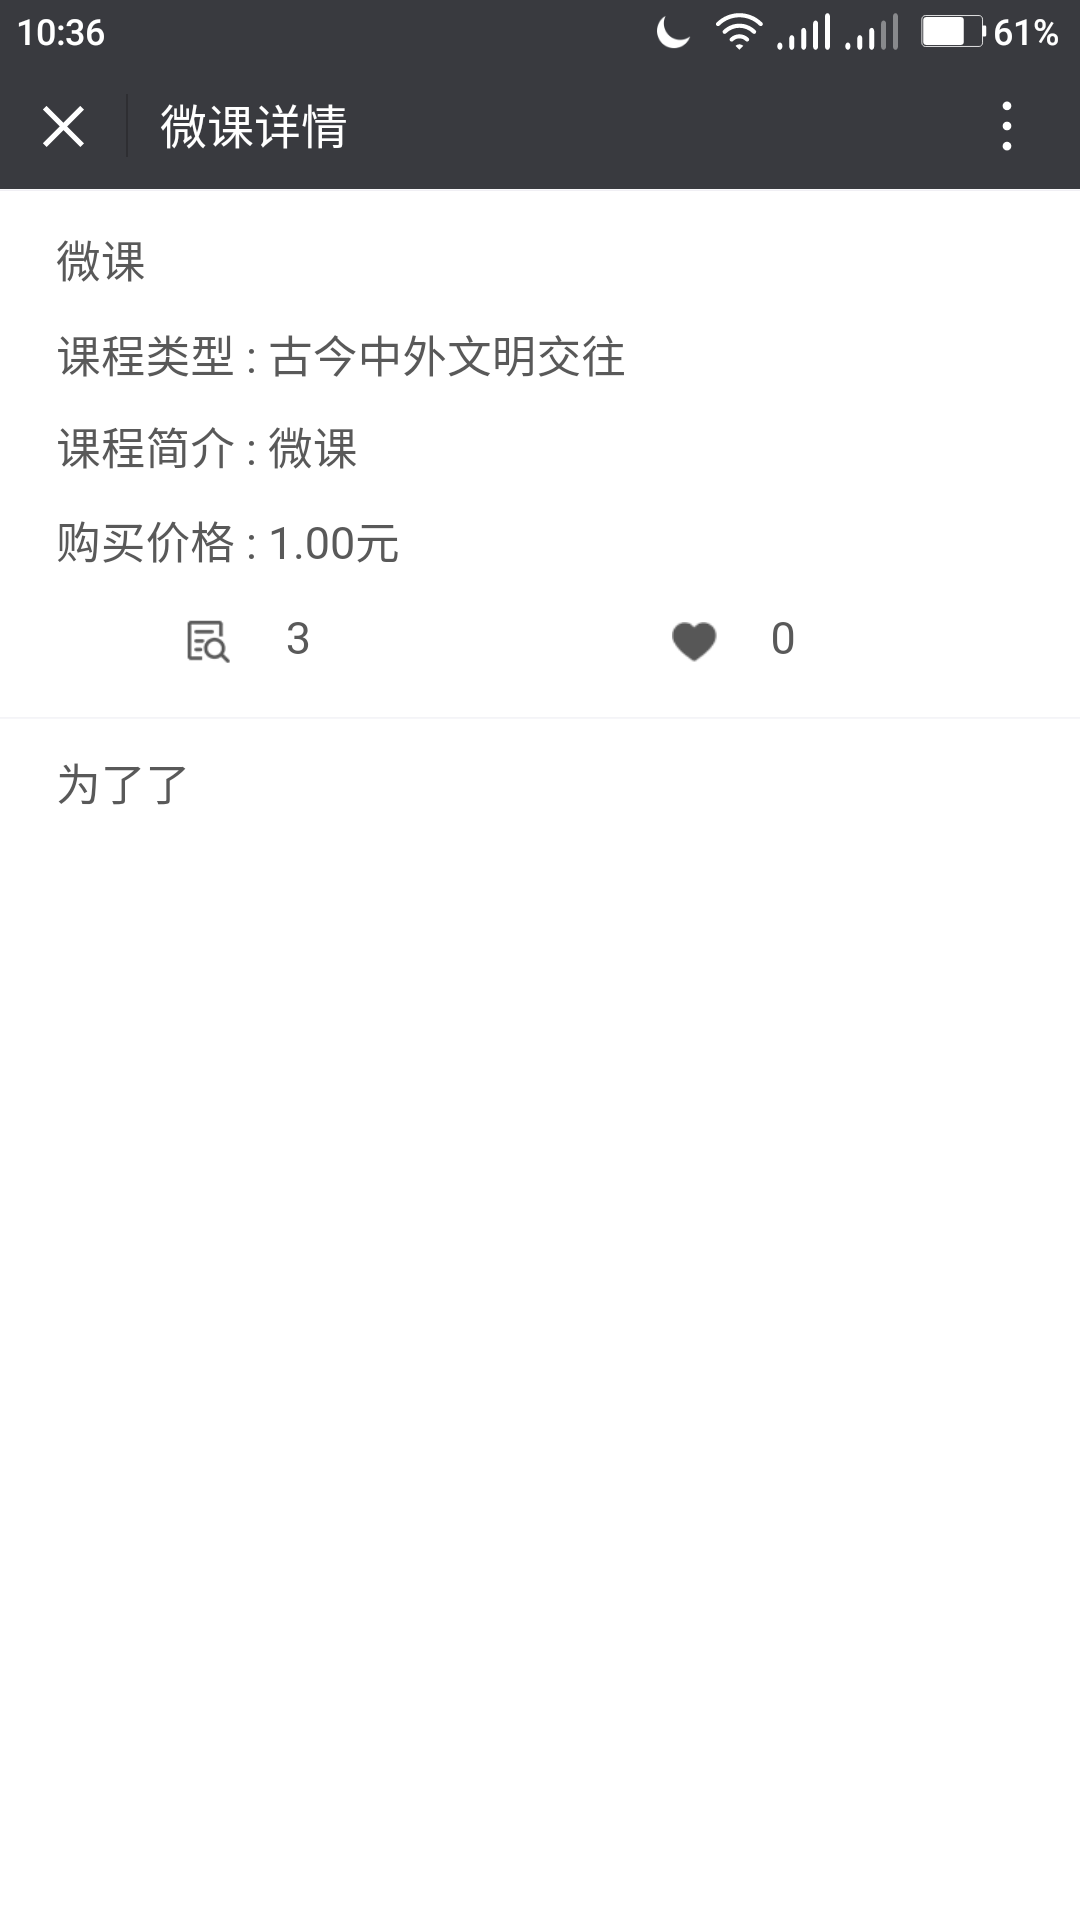 10:36 61%
微课详情
微课
课程类型 : 古今中外文明交往
课程简介 : 微课
购买价格 : 1.00元
3 0
为了了